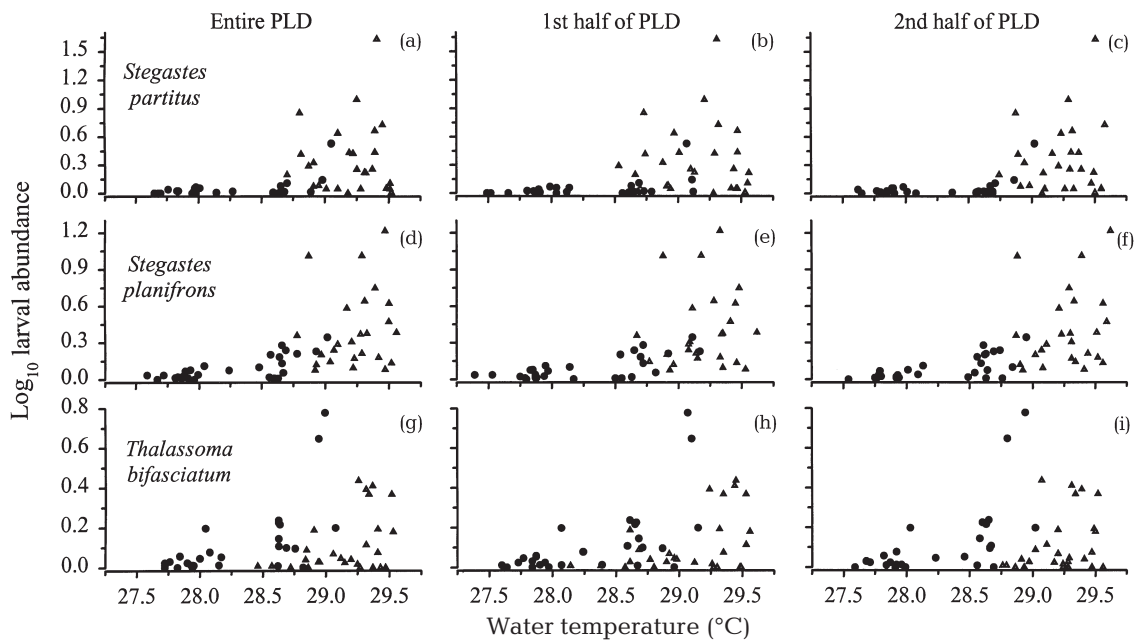 Entire PLD
1st half of PLD
2nd half of PLD
Log10 larval abundance
1.5
1.2
0.9
0.6
0.3
0.0
Stegastes
partitus
(a)
(b)
(c)
1.2
0.9
0.6
0.3
0.0
Stegastes
planifrons
(d)
(e)
(f)
0.8
0.6
0.4
0.2
0.0
Thalassoma
bifasciatum
(g)
(h)
(i)
27.5 28.0 28.5 29.0 29.5
27.5 28.0 28.5 29.0 29.5
27.5 28.0 28.5 29.0 29.5
Water temperature (°C)